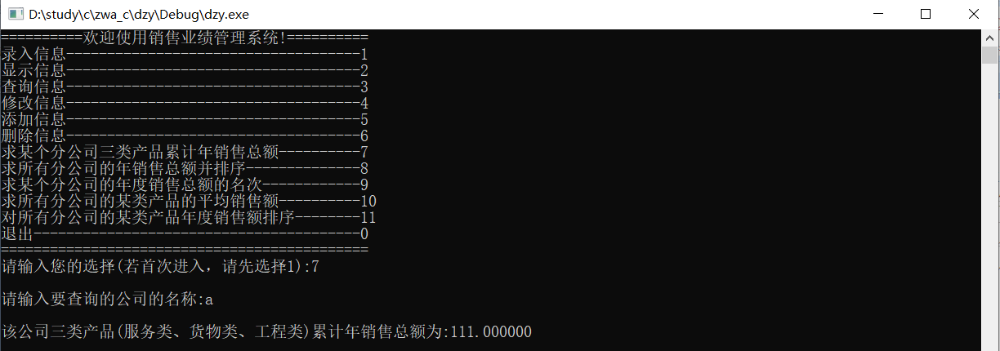 D:\study\c\zwa_c\dzy\Debug\dzy.exe
==========欢迎使用销售业绩管理系统!==========
录入信息------------------------------------1
显示信息------------------------------------2
查询信息------------------------------------3
修改信息------------------------------------4
添加信息------------------------------------5
删除信息------------------------------------6
求某个分公司三类产品累计年销售总额----------7
求所有分公司的年销售总额并排序--------------8
求某个分公司的年度销售总额的名次------------9
求所有分公司的某类产品的平均销售额----------10
对所有分公司的某类产品年度销售额排序--------11
退出----------------------------------------0
=============================================
请输入您的选择(若首次进入，请先选择1):7
请输入要查询的公司的名称:a
该公司三类产品(服务类、货物类、工程类)累计年销售总额为:111.000000